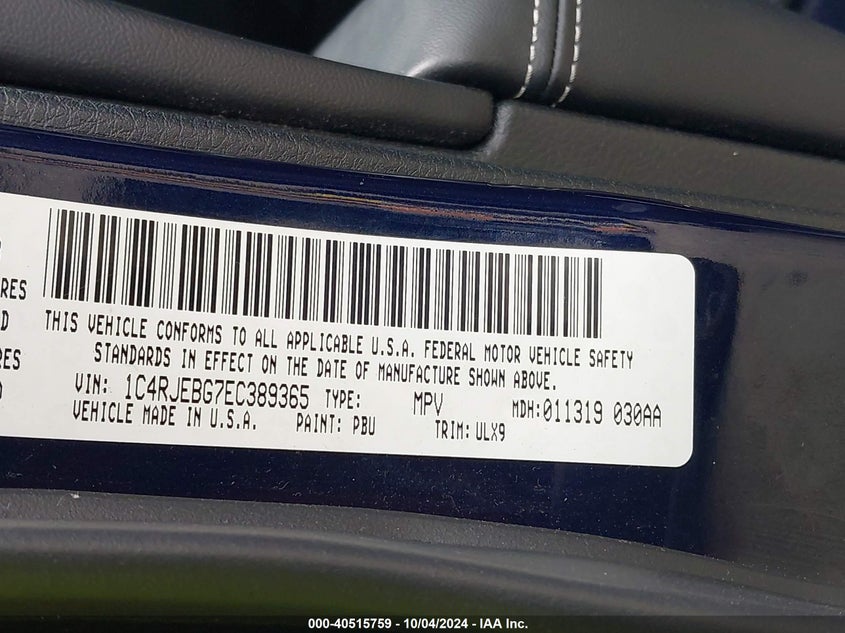 RES
D
RES
THIS VEHICLE CONFORMS TO ALL APPLICABLE U.S.A. FEDERAL MOTOR VEHICLE SAFETY
STANDARDS IN EFFECT ON THE DATE OF MANUFACTURE SHOWN ABOVE.
VIN: 1C4RJEBG7EC389365 TYPE: MPV MDH:011319 030AA
VEHICLE MADE IN U.S.A. PAINT: PBU TRIM: ULX9
000-40515759 - 10/04/2024 - IAA Inc.